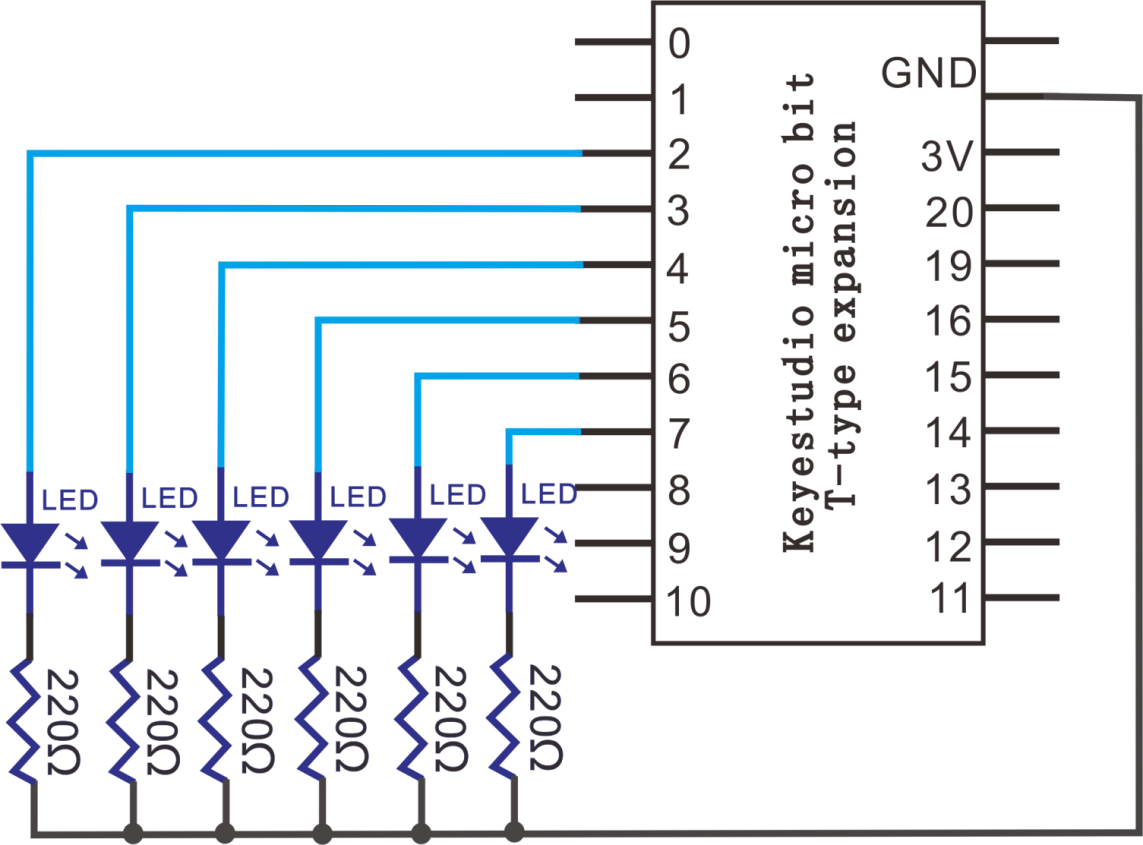 0
1
2
3
4
5
6
7
8
9
10
Keyestudio micro bit
T-type expansion
GND
3V
20
19
16
15
14
13
12
11
LED
LED
LED
LED
LED
LED
220Ω
220Ω
220Ω
220Ω
220Ω
220Ω